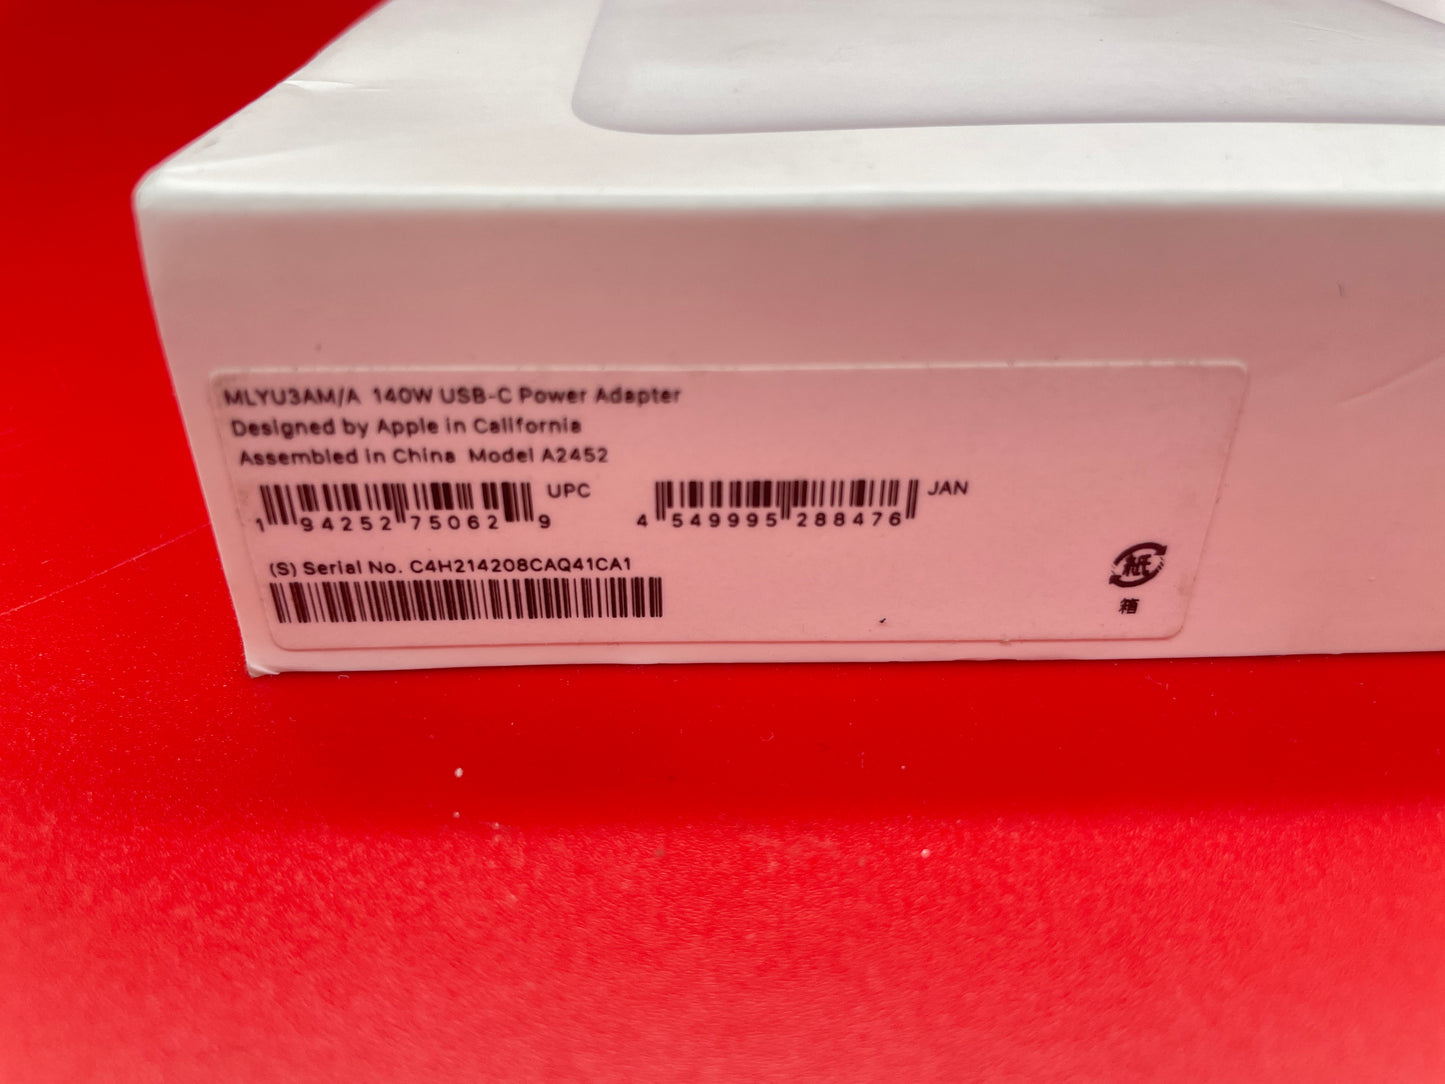 MLYU3AM/A 140W USB-C Power Adapter
Designed by Apple in California
Assembled in China Model A2452
UPC
1 94252 75062 9
JAN
4 549995 288476
(S) Serial No. C4H214208CAQ41CA1
紙
箱